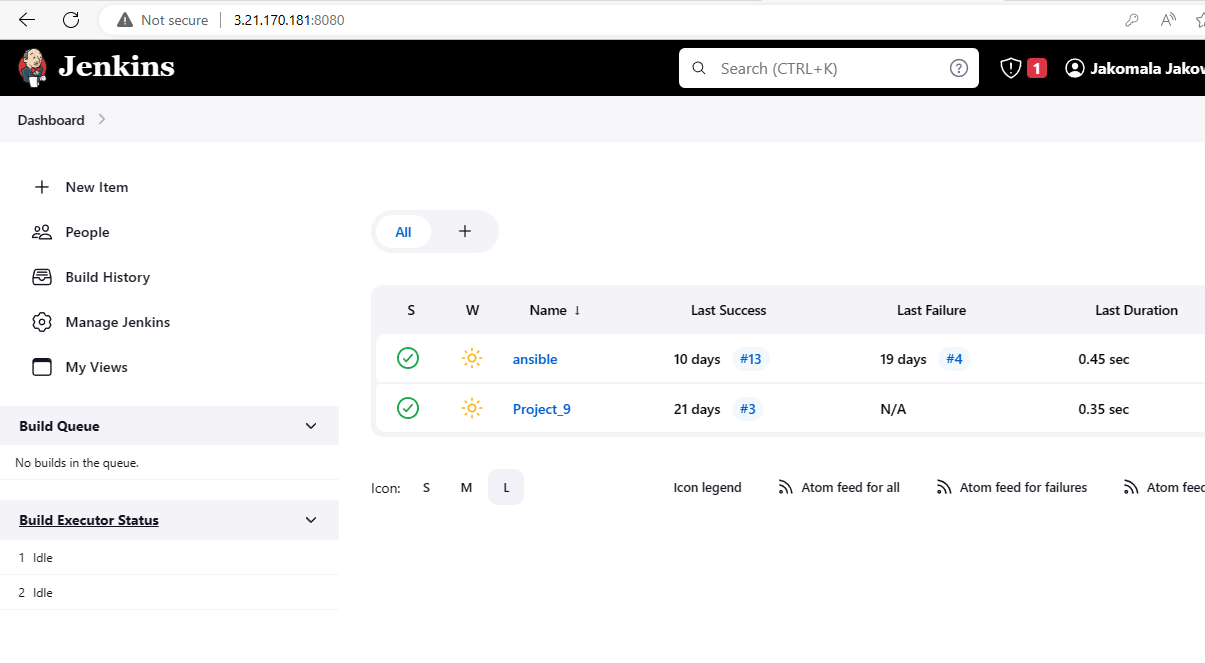 Not secure 3.21.170.181:8080 A
Jenkins Search (CTRL+K) ? 1 Jakomala Jakov
Dashboard
New Item
People
Build History
Manage Jenkins
My Views
Build Queue
No builds in the queue.
Build Executor Status
1 Idle
2 Idle
All +
S W Name ↓ Last Success Last Failure Last Duration
ansible 10 days #13 19 days #4 0.45 sec
Project_9 21 days #3 N/A 0.35 sec
Icon: S M L Icon legend Atom feed for all Atom feed for failures Atom feed